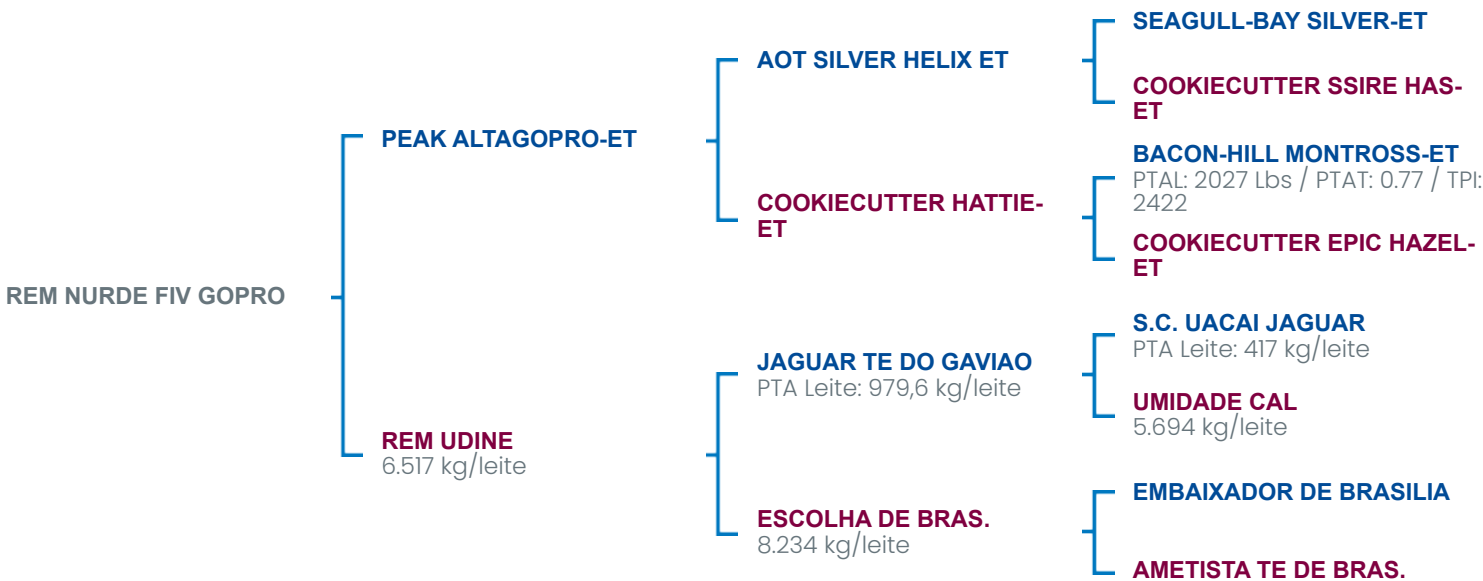 SEAGULL-BAY SILVER-ET
AOT SILVER HELIX ET
COOKIECUTTER SSIRE HAS-
ET
PEAK ALTAGOPRO-ET
BACON-HILL MONTROSS-ET
PTAL: 2027 Lbs / PTAT: 0.77 / TPI:
2422
COOKIECUTTER HATTIE-
ET
COOKIECUTTER EPIC HAZEL-
ET
REM NURDE FIV GOPRO
S.C. UACAI JAGUAR
PTA Leite: 417 kg/leite
JAGUAR TE DO GAVIAO
PTA Leite: 979,6 kg/leite
UMIDADE CAL
5.694 kg/leite
REM UDINE
6.517 kg/leite
EMBAIXADOR DE BRASILIA
ESCOLHA DE BRAS.
8.234 kg/leite
AMETISTA TE DE BRAS.